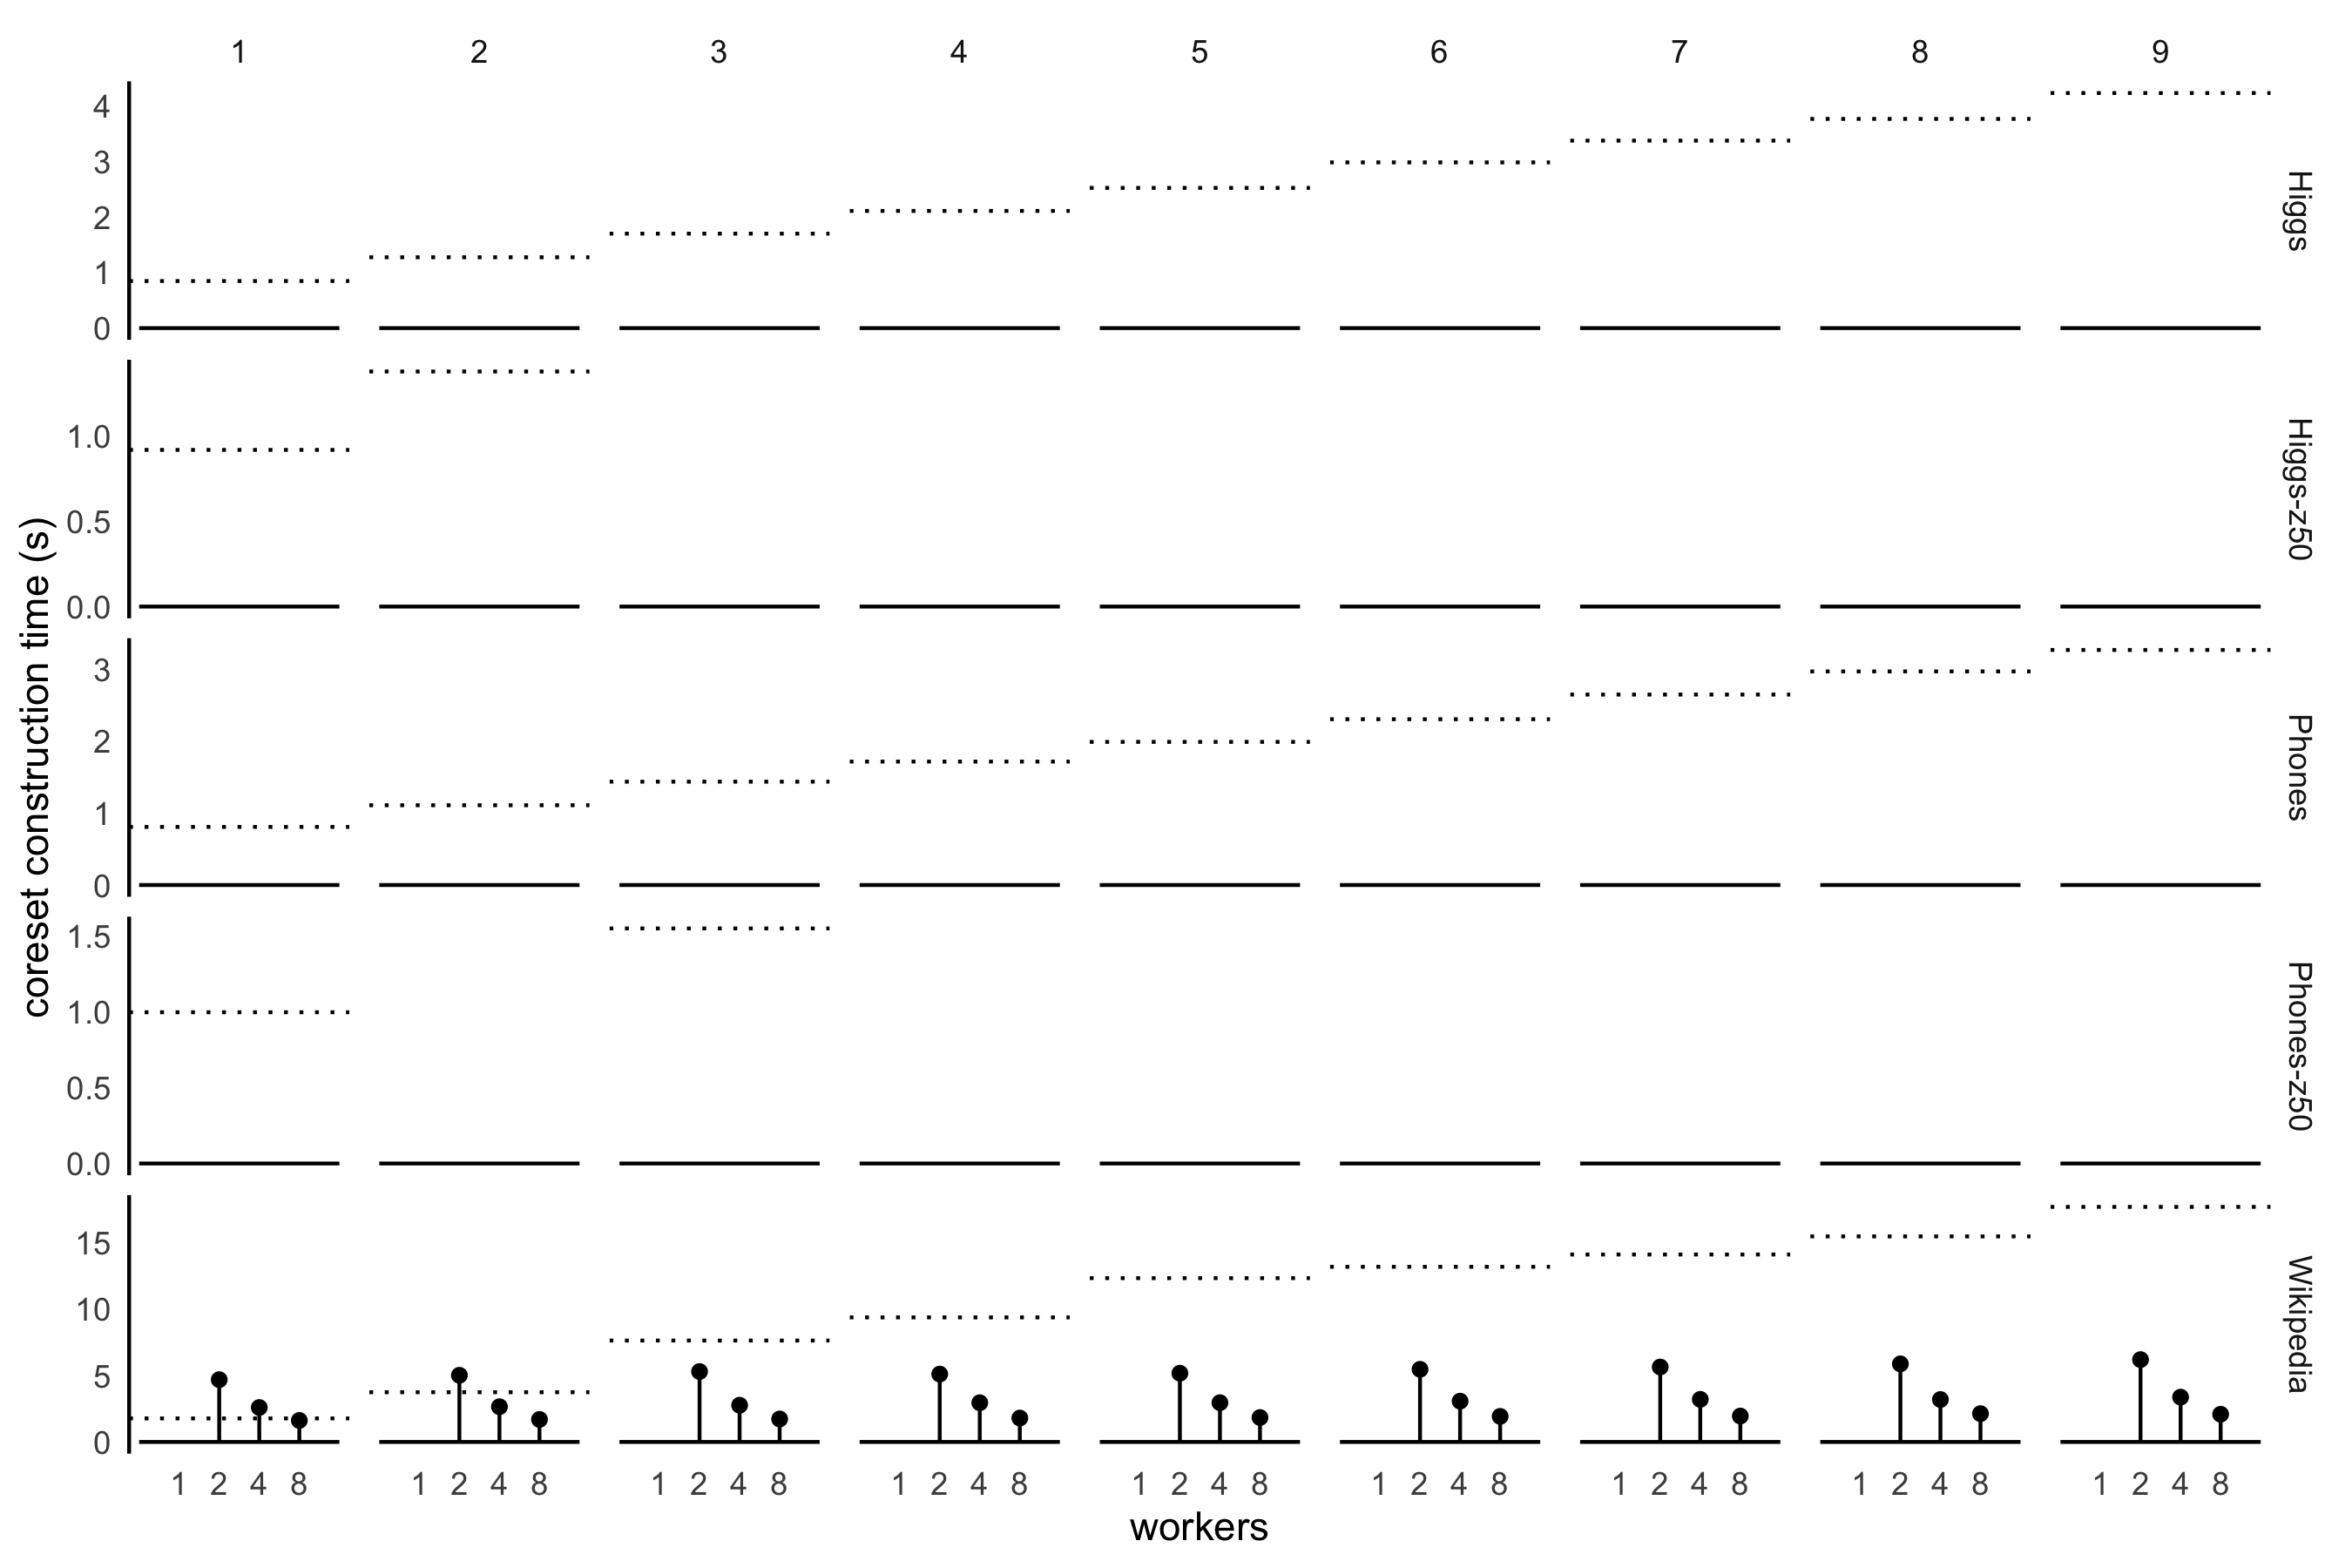 1 2 3 4 5 6 7 8 9
4
3
2
1
0
Higgs
1.0
0.5
0.0
Higgs-z50
3
2
1
0
Phones
1.5
1.0
0.5
0.0
Phones-z50
15
10
5
0
Wikipedia
coreset construction time (s)
1 2 4 8 1 2 4 8 1 2 4 8 1 2 4 8 1 2 4 8 1 2 4 8 1 2 4 8 1 2 4 8 1 2 4 8
workers